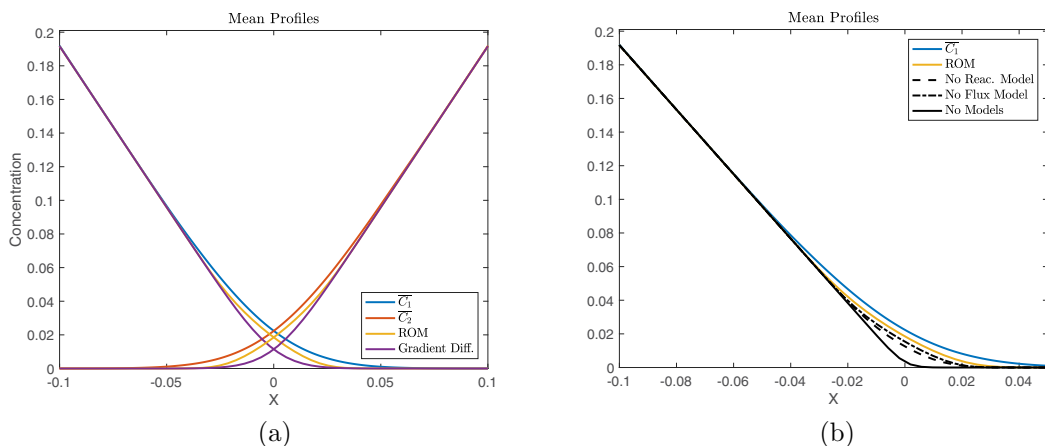 Mean Profiles
0.2
0.18
0.16
0.14
0.12
0.1
0.08
0.06
0.04
0.02
0
Concentration
-0.1
-0.05
0
0.05
0.1
X
C̅₁
C̅₂
ROM
Gradient Diff.
(a)
Mean Profiles
0.2
0.18
0.16
0.14
0.12
0.1
0.08
0.06
0.04
0.02
0
-0.1
-0.08
-0.06
-0.04
-0.02
0
0.02
0.04
X
C̅₁
ROM
No Reac. Model
No Flux Model
No Models
(b)